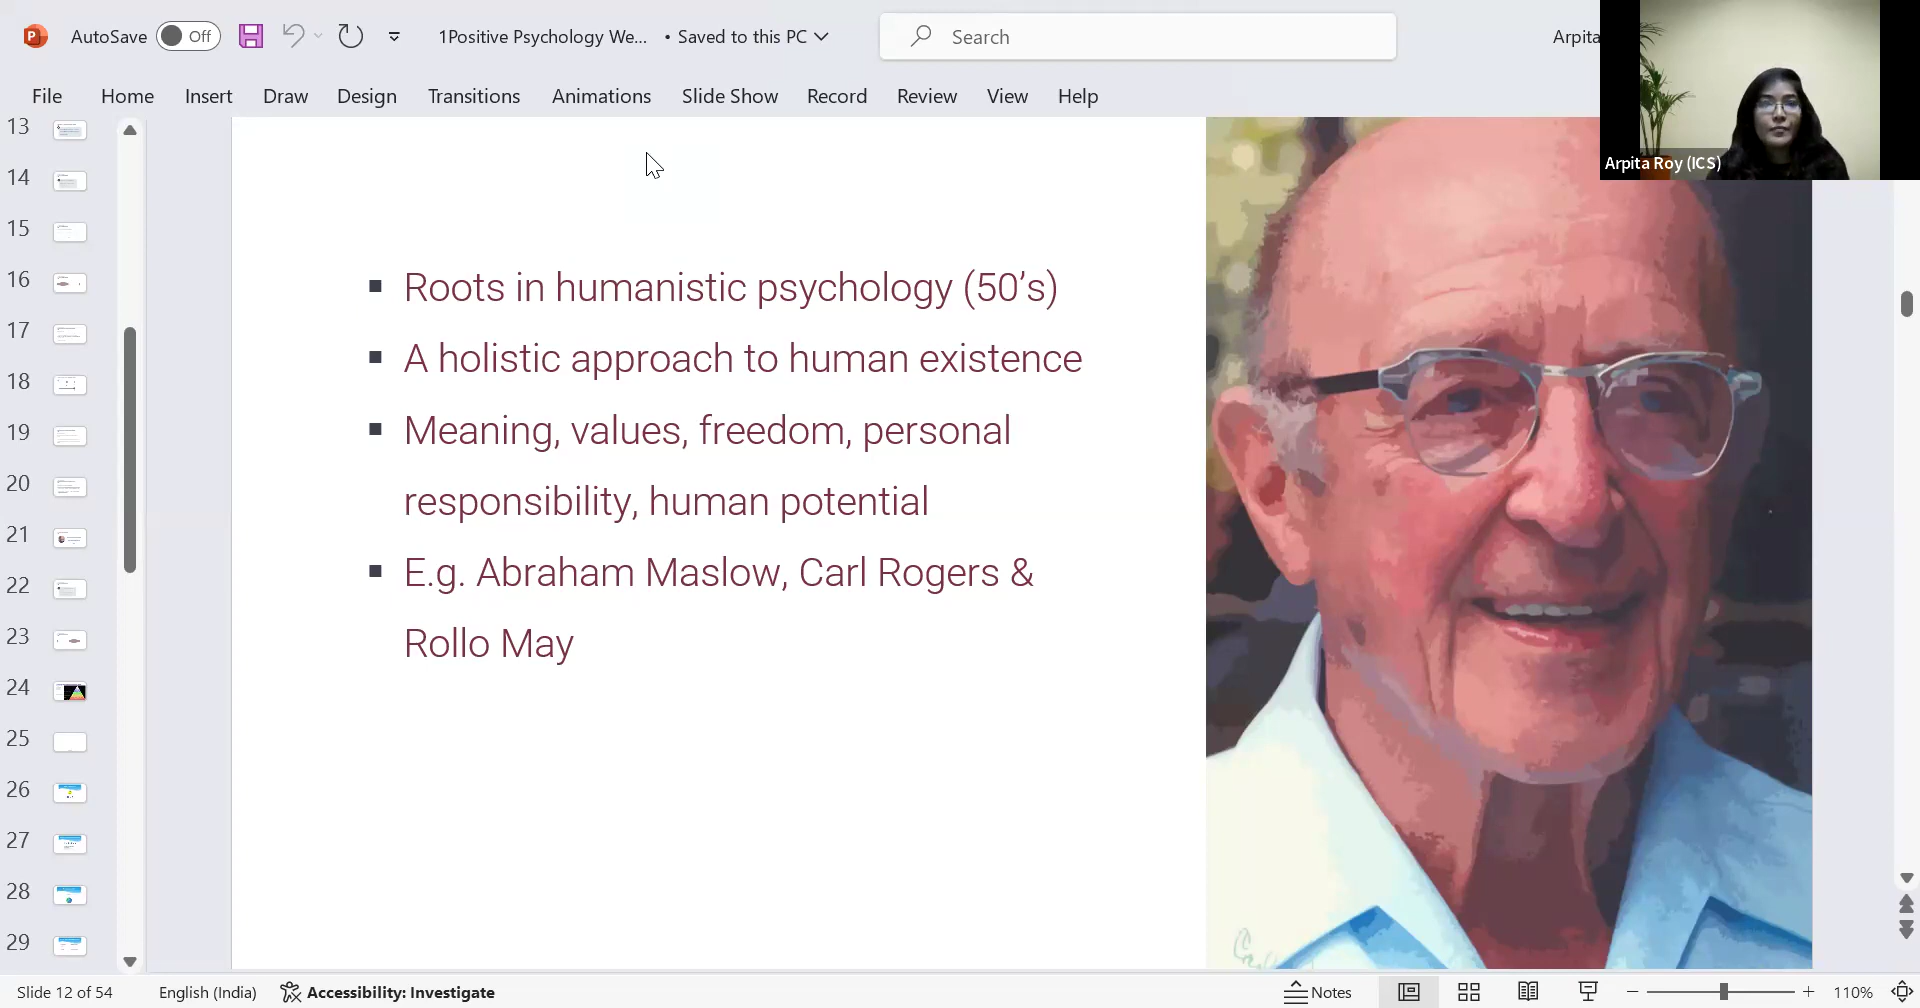 AutoSave Off 1Positive Psychology We... • Saved to this PC Search Arpita
File Home Insert Draw Design Transitions Animations Slide Show Record Review View Help
Arpita Roy (ICS)
13
14
15
16
17
18
19
20
21
22
23
24
25
26
27
28
29
▪ Roots in humanistic psychology (50’s)
▪ A holistic approach to human existence
▪ Meaning, values, freedom, personal
responsibility, human potential
▪ E.g. Abraham Maslow, Carl Rogers &
Rollo May
Slide 12 of 54 English (India) Accessibility: Investigate Notes 110%